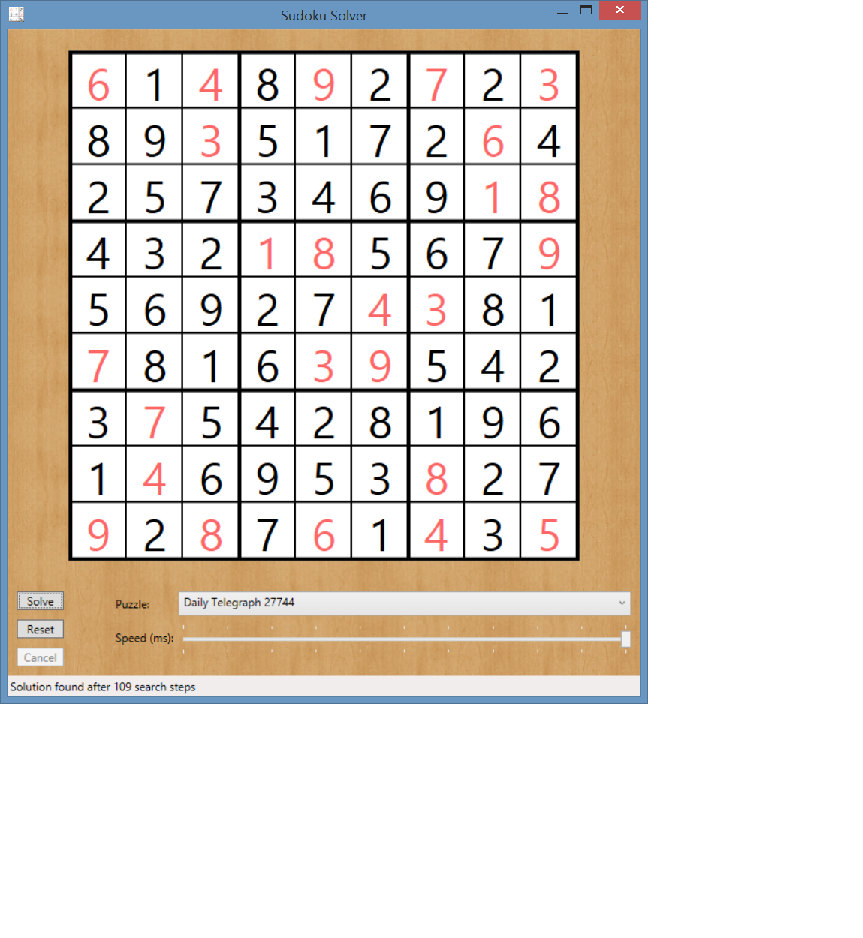 Sudoku Solver
6 1 4 8 9 2 7 2 3
8 9 3 5 1 7 2 6 4
2 5 7 3 4 6 9 1 8
4 3 2 1 8 5 6 7 9
5 6 9 2 7 4 3 8 1
7 8 1 6 3 9 5 4 2
3 7 5 4 2 8 1 9 6
1 4 6 9 5 3 8 2 7
9 2 8 7 6 1 4 3 5
Solve
Puzzle: Daily Telegraph 27744
Reset
Speed (ms):
Cancel
Solution found after 109 search steps